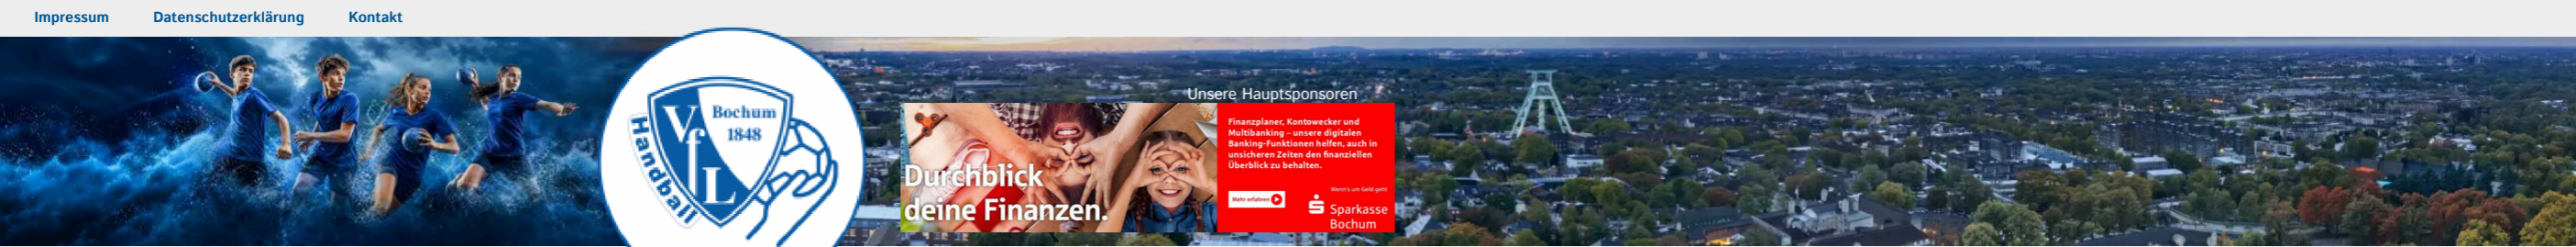 Impressum Datenschutzerklärung Kontakt
Handball
VfL
Bochum
1848
Unsere Hauptsponsoren
Durchblick
deine Finanzen.
Finanzplaner, Kontowecker und
Multibanking – unsere digitalen
Banking-Funktionen helfen, auch in
unsicheren Zeiten den finanziellen
Überblick zu behalten.
Mehr erfahren
Wenn's um Geld geht
Sparkasse
Bochum